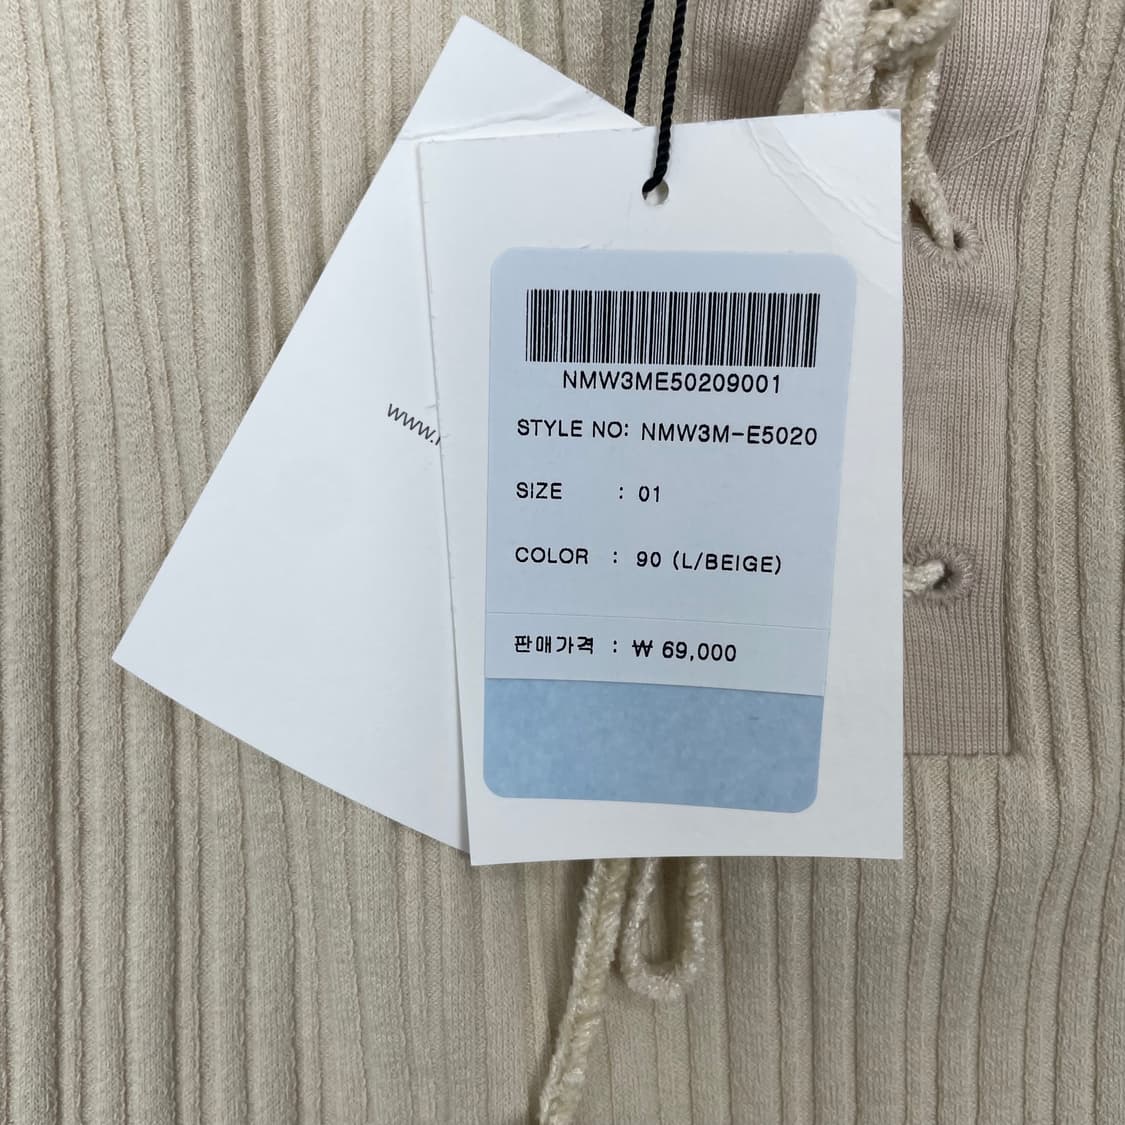 NMW3ME50209001
STYLE NO: NMW3M-E5020
SIZE : 01
COLOR : 90 (L/BEIGE)
판매가격 : ₩ 69,000
www.